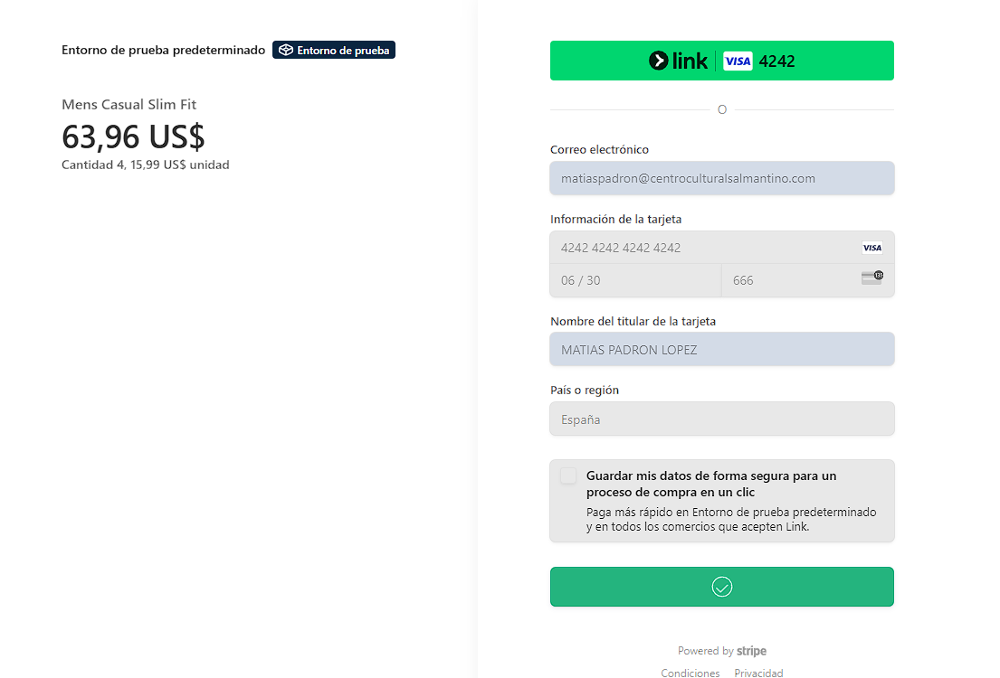 Entorno de prueba predeterminado Entorno de prueba
Mens Casual Slim Fit
63,96 US$
Cantidad 4, 15,99 US$ unidad
link VISA 4242
O
Correo electrónico
matiaspadron@centroculturalsalmantino.com
Información de la tarjeta
4242 4242 4242 4242 VISA
06 / 30 666 135
Nombre del titular de la tarjeta
MATIAS PADRON LOPEZ
País o región
España
Guardar mis datos de forma segura para un
proceso de compra en un clic
Paga más rápido en Entorno de prueba predeterminado
y en todos los comercios que acepten Link.
Powered by stripe
Condiciones Privacidad